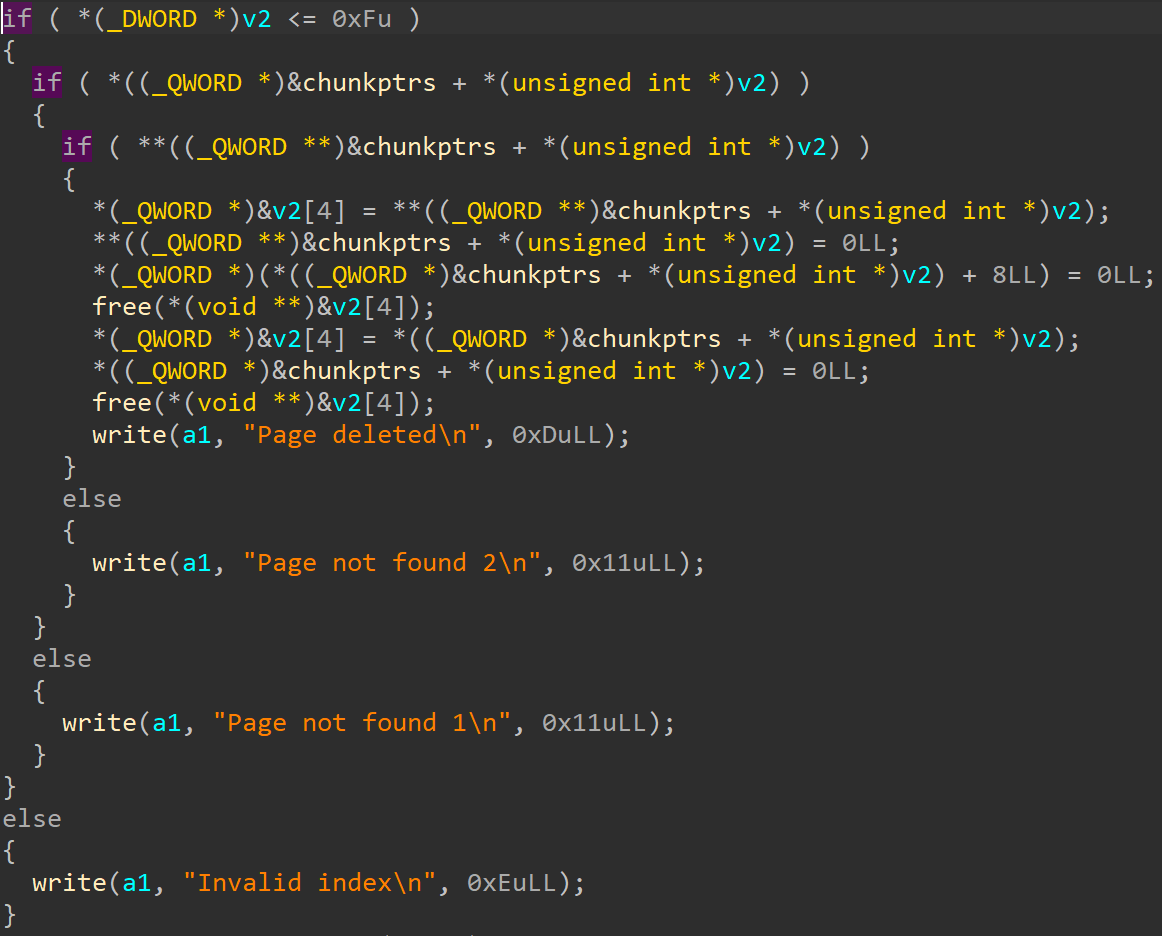 if ( *(_DWORD *)v2 <= 0xFu )
{
  if ( *((_QWORD *)&chunkptrs + *(unsigned int *)v2) )
  {
    if ( **((_QWORD **)&chunkptrs + *(unsigned int *)v2) )
    {
      *(_QWORD *)&v2[4] = **((_QWORD **)&chunkptrs + *(unsigned int *)v2);
      **((_QWORD **)&chunkptrs + *(unsigned int *)v2) = 0LL;
      *(_QWORD *)(*((_QWORD *)&chunkptrs + *(unsigned int *)v2) + 8LL) = 0LL;
      free(*(void **)&v2[4]);
      *(_QWORD *)&v2[4] = *((_QWORD *)&chunkptrs + *(unsigned int *)v2);
      *((_QWORD *)&chunkptrs + *(unsigned int *)v2) = 0LL;
      free(*(void **)&v2[4]);
      write(a1, "Page deleted\n", 0xDuLL);
    }
    else
    {
      write(a1, "Page not found 2\n", 0x11uLL);
    }
  }
  else
  {
    write(a1, "Page not found 1\n", 0x11uLL);
  }
}
else
{
  write(a1, "Invalid index\n", 0xEuLL);
}